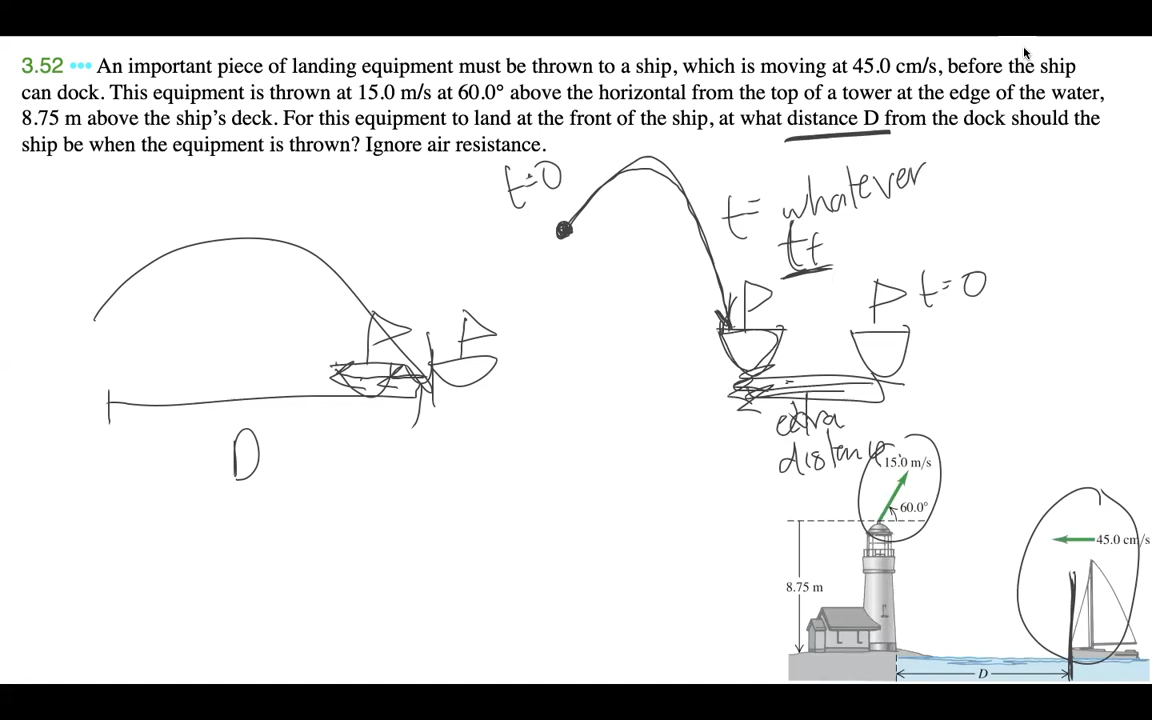 3.52 ••• An important piece of landing equipment must be thrown to a ship, which is moving at 45.0 cm/s, before the ship
can dock. This equipment is thrown at 15.0 m/s at 60.0° above the horizontal from the top of a tower at the edge of the water,
8.75 m above the ship's deck. For this equipment to land at the front of the ship, at what distance D from the dock should the
ship be when the equipment is thrown? Ignore air resistance.
t=0
t= whatever
tf
t=0
D
extra
distance
15.0 m/s
60.0°
45.0 cm/s
8.75 m
D